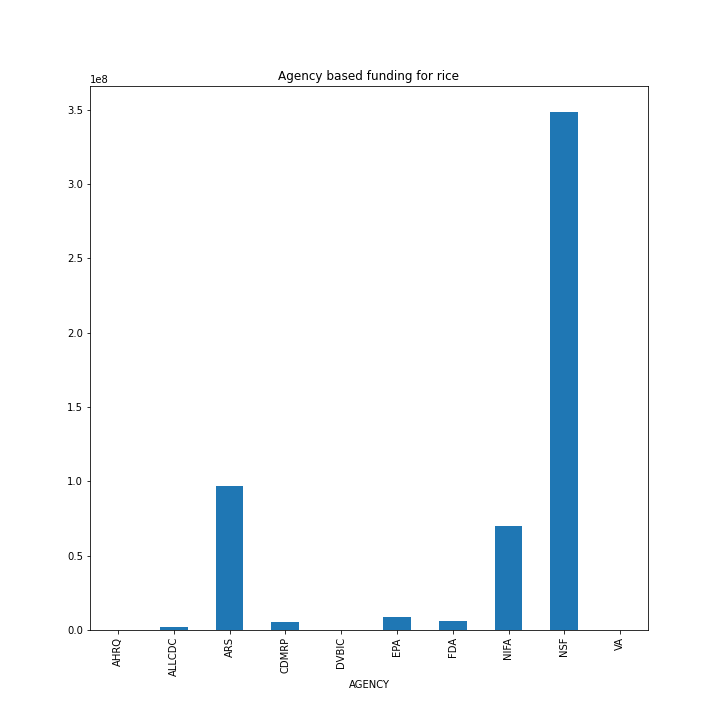 Agency based funding for rice
1e8
3.5
3.0
2.5
2.0
1.5
1.0
0.5
0.0
AHRQ
ALLCDC
ARS
CDMRP
DVBIC
EPA
FDA
NIFA
NSF
VA
AGENCY